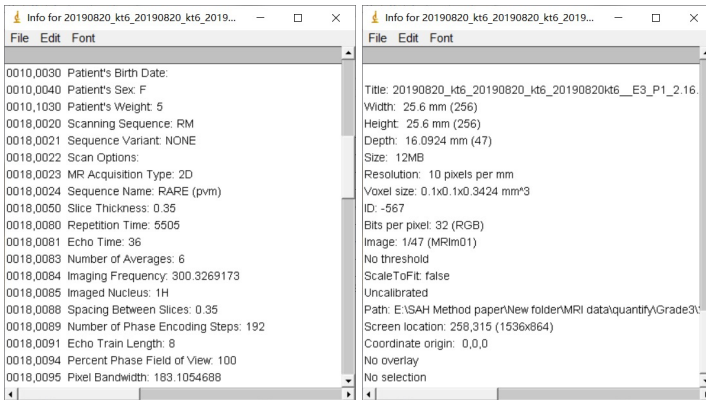 Info for 20190820_kt6_20190820_kt6_2019...
File Edit Font
0010,0030 Patient's Birth Date:
0010,0040 Patient's Sex: F
0010,1030 Patient's Weight: 5
0018,0020 Scanning Sequence: RM
0018,0021 Sequence Variant: NONE
0018,0022 Scan Options:
0018,0023 MR Acquisition Type: 2D
0018,0024 Sequence Name: RARE (pvm)
0018,0050 Slice Thickness: 0.35
0018,0080 Repetition Time: 5505
0018,0081 Echo Time: 36
0018,0083 Number of Averages: 6
0018,0084 Imaging Frequency: 300.3269173
0018,0085 Imaged Nucleus: 1H
0018,0088 Spacing Between Slices: 0.35
0018,0089 Number of Phase Encoding Steps: 192
0018,0091 Echo Train Length: 8
0018,0094 Percent Phase Field of View: 100
0018,0095 Pixel Bandwidth: 183.1054688
Info for 20190820_kt6_20190820_kt6_2019...
File Edit Font
Title: 20190820_kt6_20190820_kt6_20190820kt6__E3_P1_2.16.
Width: 25.6 mm (256)
Height: 25.6 mm (256)
Depth: 16.0924 mm (47)
Size: 12MB
Resolution: 10 pixels per mm
Voxel size: 0.1x0.1x0.3424 mm^3
ID: -567
Bits per pixel: 32 (RGB)
Image: 1/47 (MRIm01)
No threshold
ScaleToFit: false
Uncalibrated
Path: E:\SAH Method paper\New folder\MRI data\quantify\Grade3\
Screen location: 258,315 (1536x864)
Coordinate origin: 0,0,0
No overlay
No selection